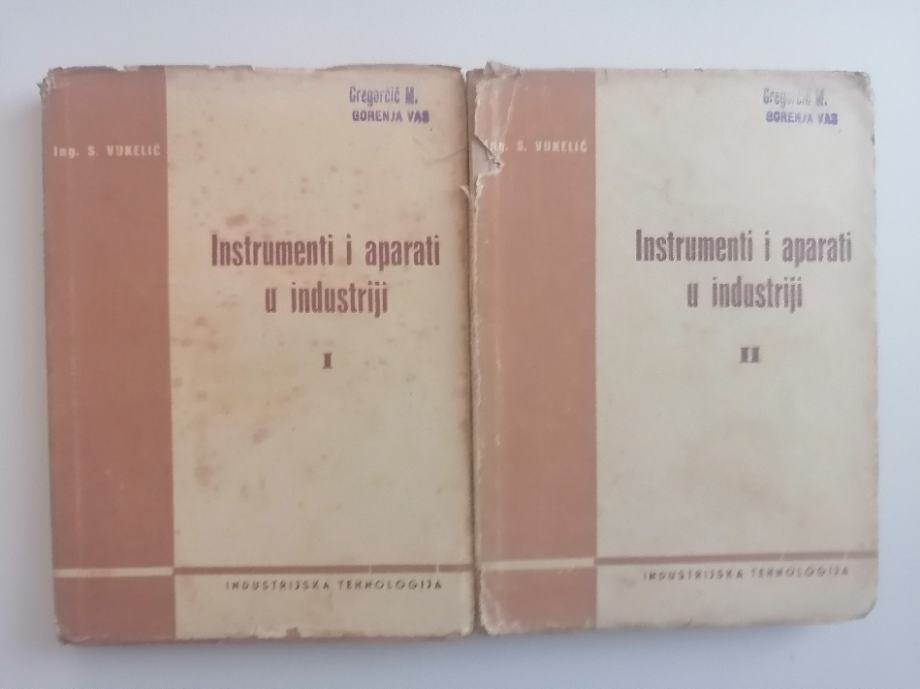 Gregorčič M.
GORENJA VAS
Ing. S. VUKELIĆ
Instrumenti i aparati
u industriji
I
INDUSTRIJSKA TEHNOLOGIJA
Gregorčič M.
GORENJA VAS
Ing. S. VUKELIĆ
Instrumenti i aparati
u industriji
II
INDUSTRIJSKA TEHNOLOGIJA